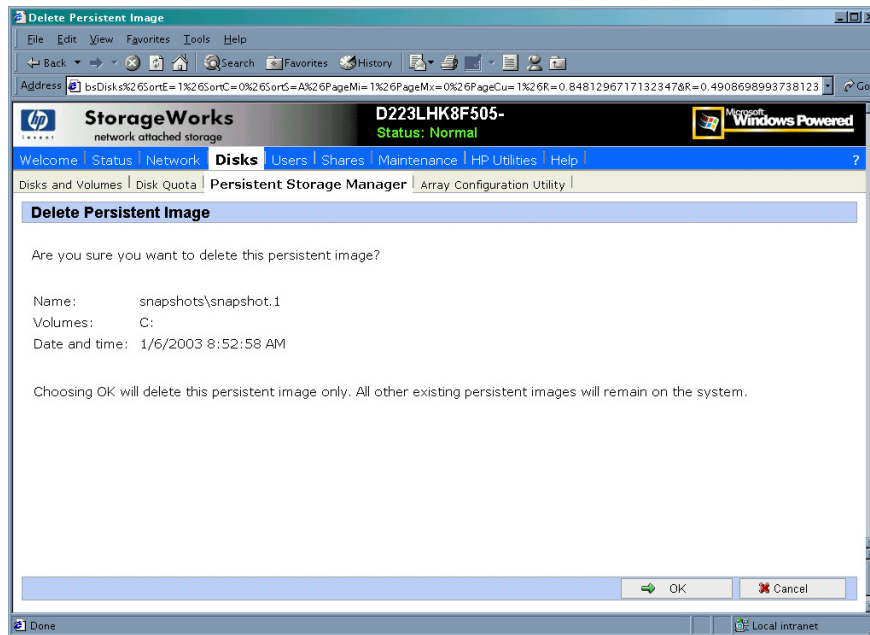 Delete Persistent Image
File Edit View Favorites Tools Help
Back Search Favorites History
Address bsDisks%26SortE=1%26SortC=0%26SortS=A%26PageMi=1%26PageMx=0%26PageCu=1%26R=0.8481296717132347&R=0.4908698993738123 Go
hp StorageWorks D223LHK8F505- Microsoft
invent network attached storage Status: Normal Windows Powered
Welcome Status Network Disks Users Shares Maintenance HP Utilities Help ?
Disks and Volumes Disk Quota Persistent Storage Manager Array Configuration Utility
Delete Persistent Image
Are you sure you want to delete this persistent image?
Name: snapshots\snapshot.1
Volumes: C:
Date and time: 1/6/2003 8:52:58 AM
Choosing OK will delete this persistent image only. All other existing persistent images will remain on the system.
OK Cancel
Done Local intranet